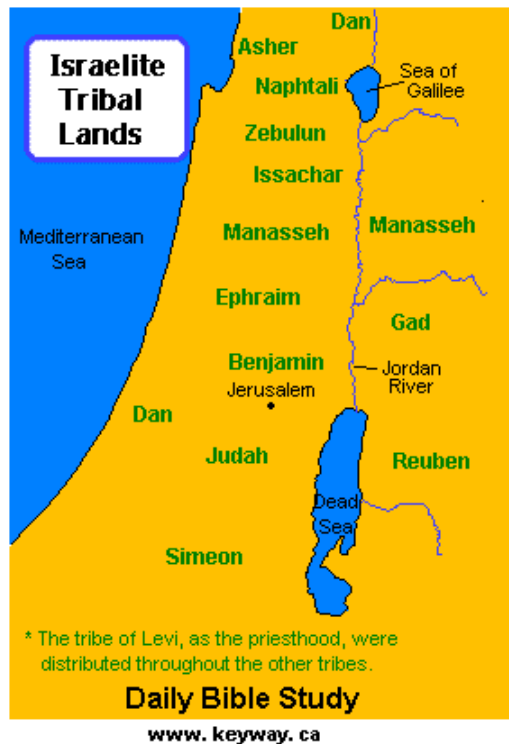 Dan
Asher
Israelite
Tribal
Lands
Naphtali
Sea of
Galilee
Zebulun
Issachar
Mediterranean
Sea
Manasseh
Manasseh
Ephraim
Gad
Benjamin
Jordan
River
Jerusalem
Dan
Judah
Reuben
Dead
Sea
Simeon
* The tribe of Levi, as the priesthood, were
distributed throughout the other tribes.
Daily Bible Study
www.keyway.ca